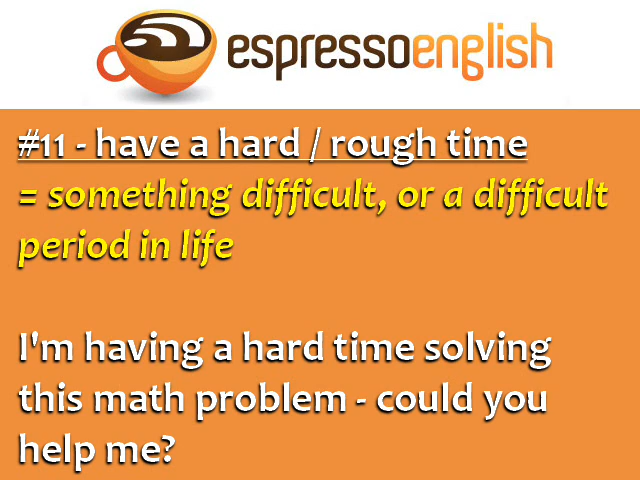 espressoenglish
#11 - have a hard / rough time
= something difficult, or a difficult
period in life
I'm having a hard time solving
this math problem - could you
help me?